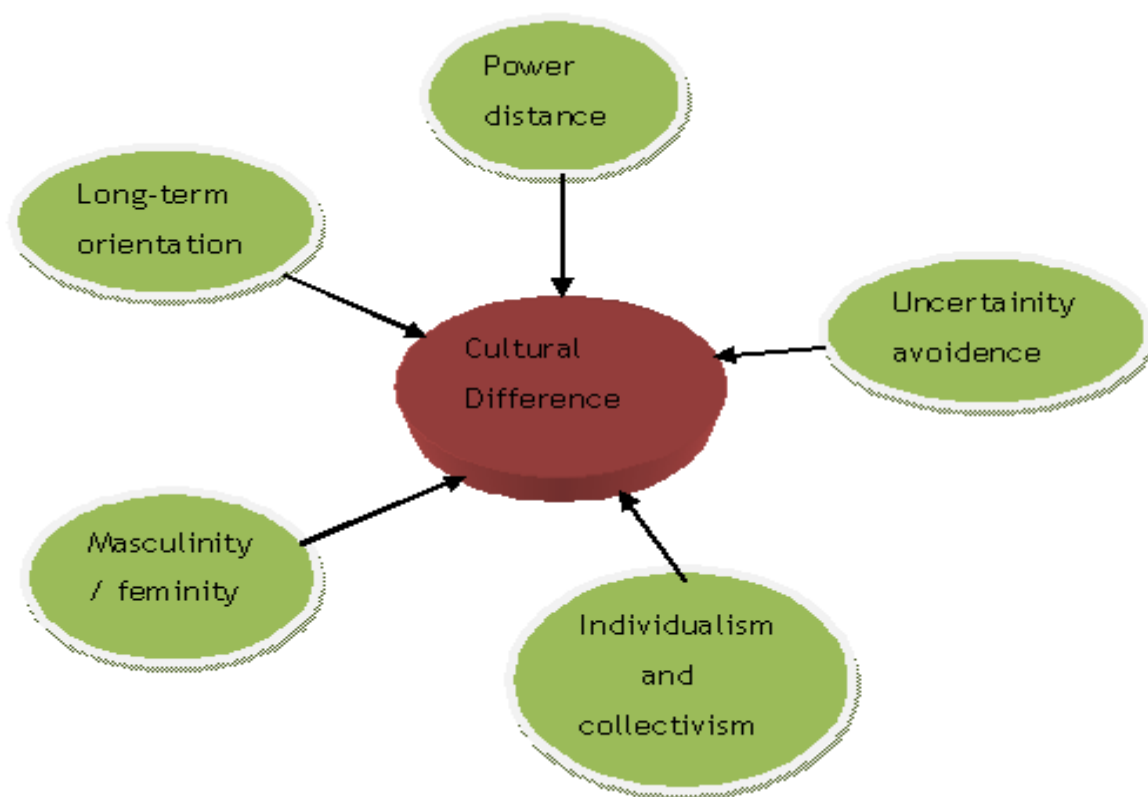 Power
distance
Long-term
orientation
Uncertainity
avoidence
Cultural
Difference
Masculinity
/ feminity
Individualism
and
collectivism